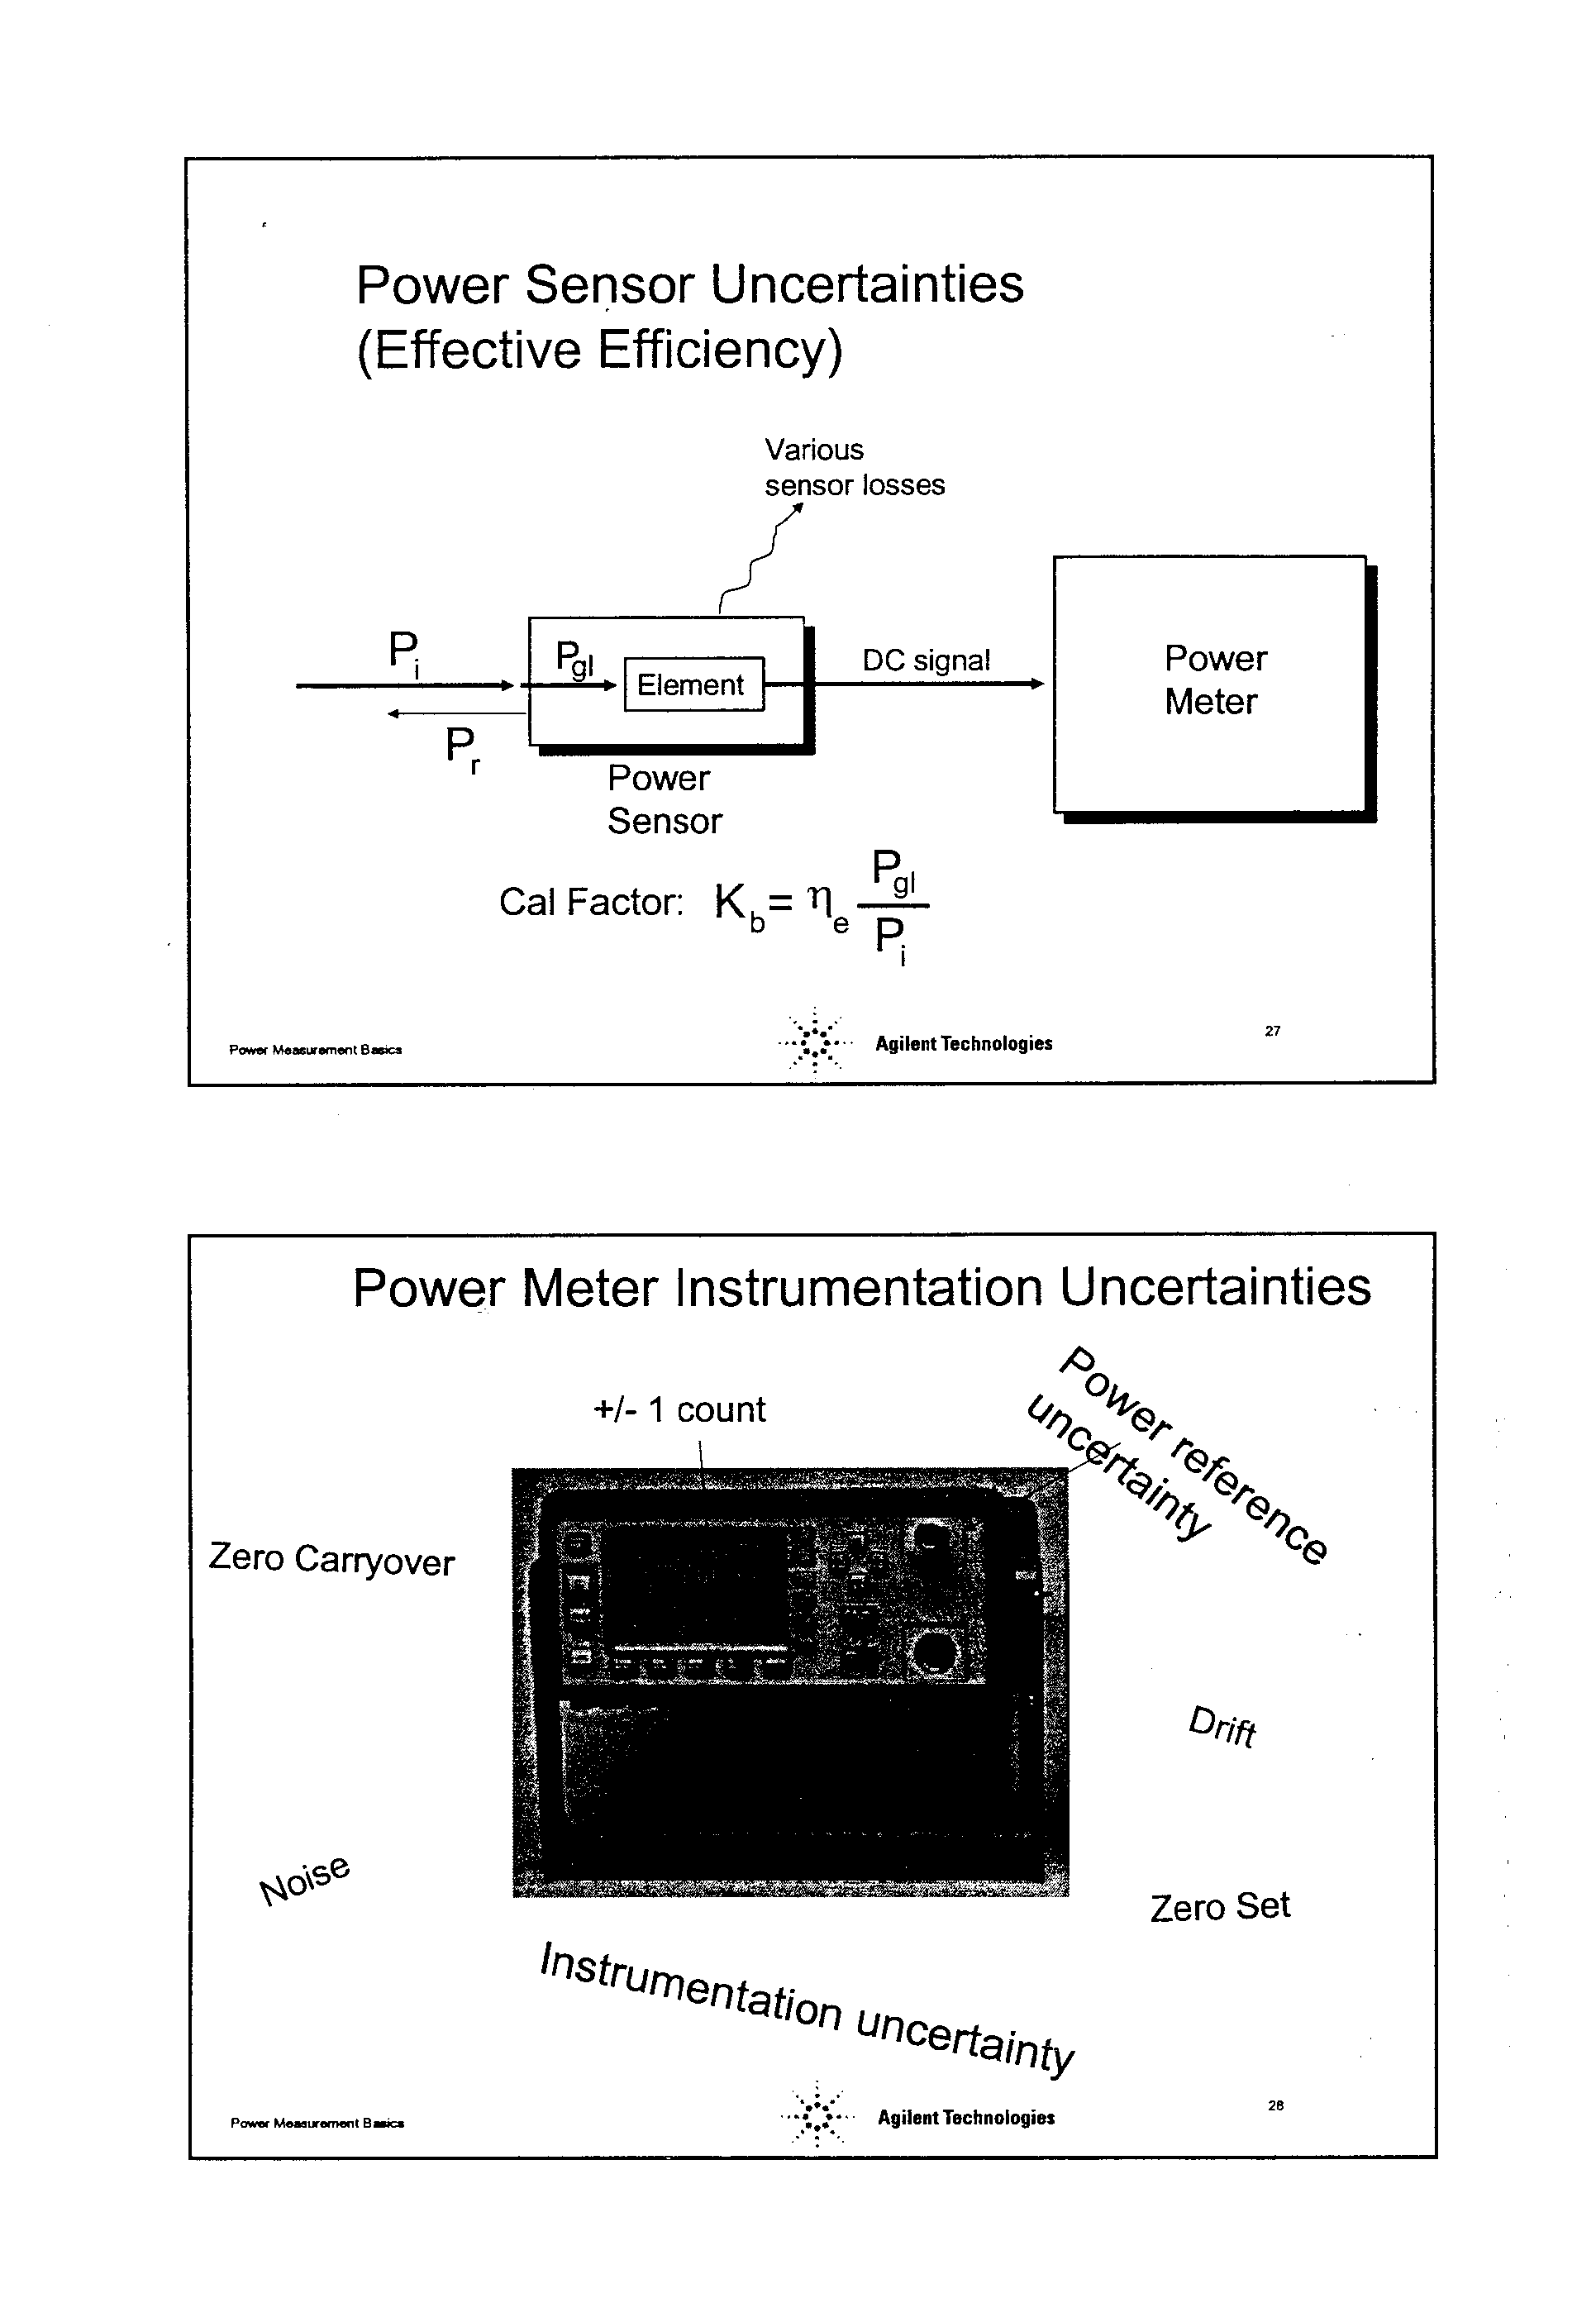 Power Sensor Uncertainties
(Effective Efficiency)
Various
sensor losses
Pi
Pgl
Element
DC signal
Power
Meter
Pr
Power
Sensor
Cal Factor: Kb = ηe Pgl / Pi
Power Measurement Basics
Agilent Technologies
27
Power Meter Instrumentation Uncertainties
+/- 1 count
Power reference
uncertainty
Zero Carryover
Drift
Noise
Zero Set
Instrumentation uncertainty
Power Measurement Basics
Agilent Technologies
28